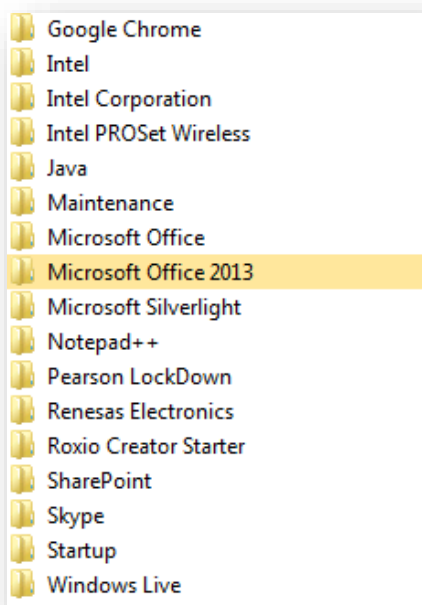 Google Chrome
Intel
Intel Corporation
Intel PROSet Wireless
Java
Maintenance
Microsoft Office
Microsoft Office 2013
Microsoft Silverlight
Notepad++
Pearson LockDown
Renesas Electronics
Roxio Creator Starter
SharePoint
Skype
Startup
Windows Live